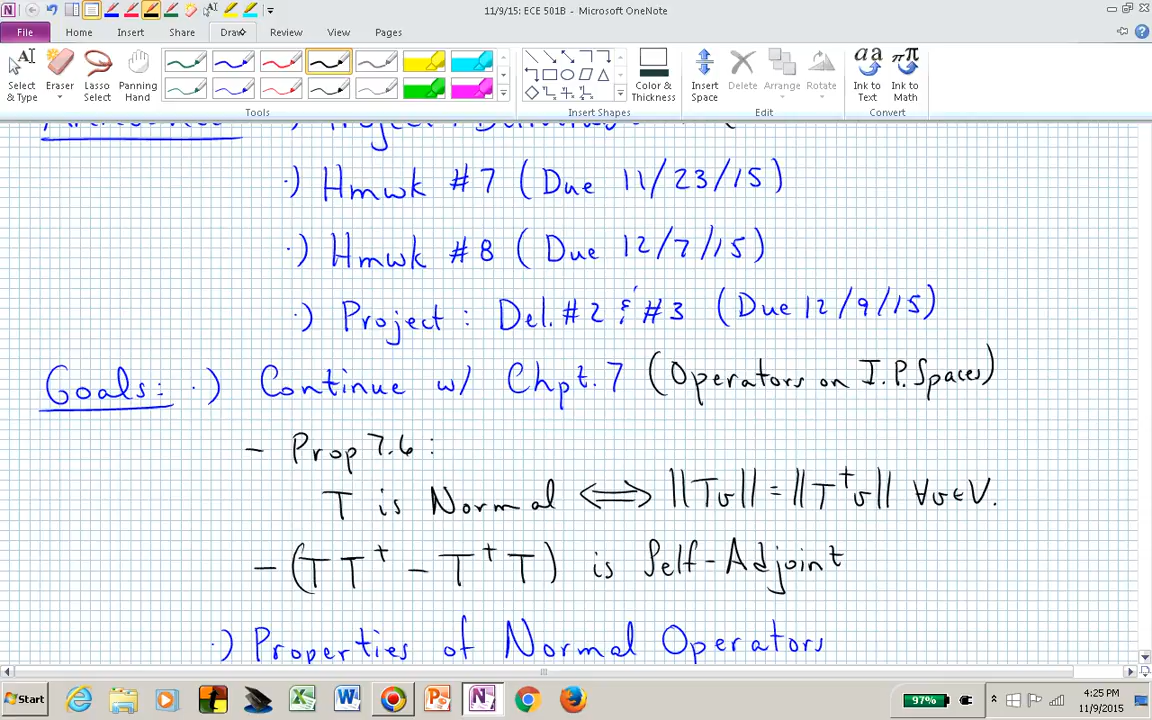 11/9/15: ECE 501B - Microsoft OneNote
File Home Insert Share Draw Review View Pages
Select & Type Eraser Lasso Select Panning Hand Color & Thickness Insert Space Delete Arrange Rotate Ink to Text Ink to Math
Tools Insert Shapes Edit Convert
·) Hmwk #7 (Due 11/23/15)
·) Hmwk #8 (Due 12/7/15)
·) Project : Del. #2 & #3 (Due 12/9/15)
Goals: ·) Continue w/ Chpt. 7 (Operators on I.P. Spaces)
- Prop 7.6 :
T is Normal ⟺ ||Tv|| = ||T†v|| ∀v∈V.
- (TT† - T†T) is Self-Adjoint
·) Properties of Normal Operators
Start 97% 4:25 PM
11/9/2015